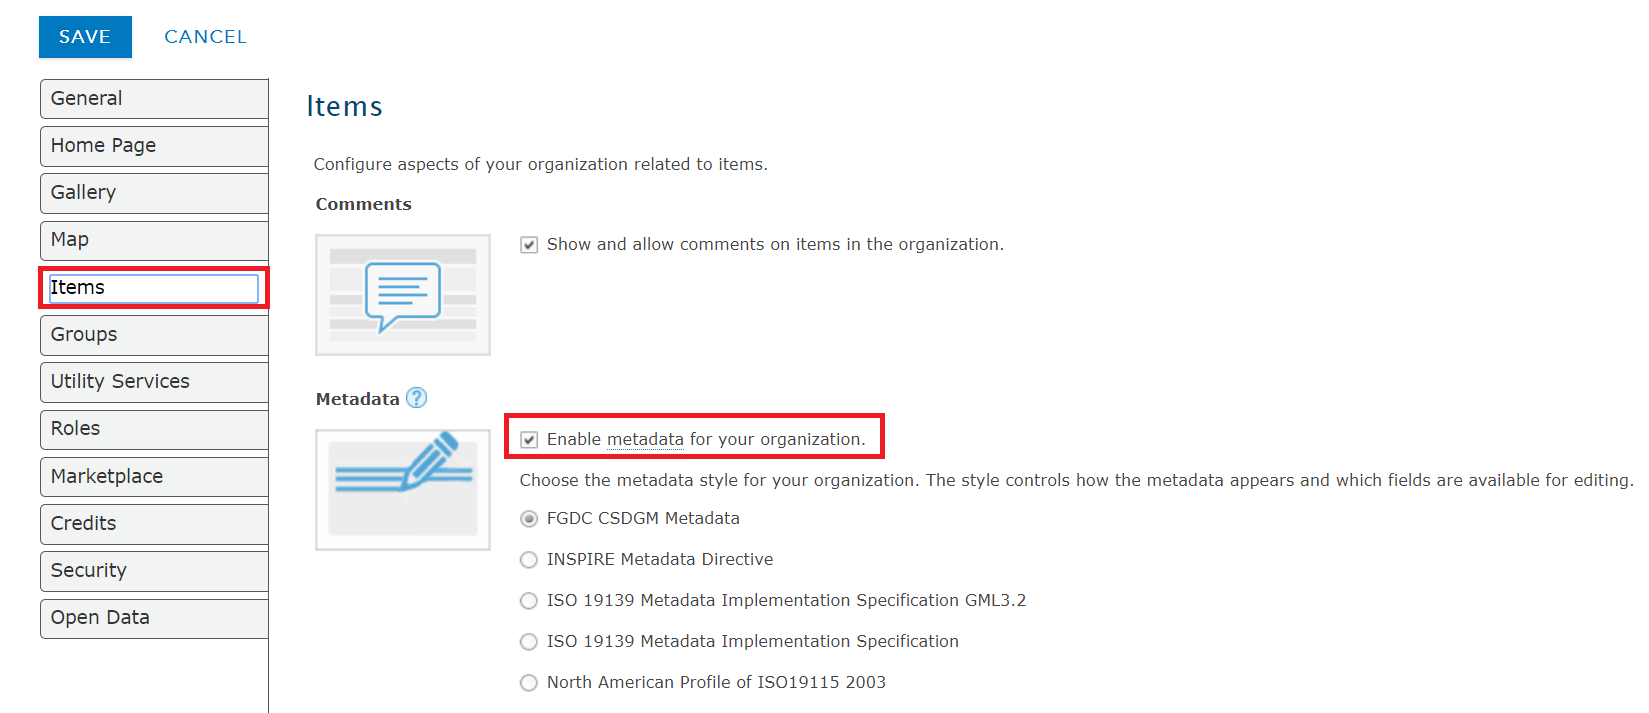 SAVE CANCEL
General
Home Page
Gallery
Map
Items
Groups
Utility Services
Roles
Marketplace
Credits
Security
Open Data
Items
Configure aspects of your organization related to items.
Comments
Show and allow comments on items in the organization.
Metadata ?
Enable metadata for your organization.
Choose the metadata style for your organization. The style controls how the metadata appears and which fields are available for editing.
FGDC CSDGM Metadata
INSPIRE Metadata Directive
ISO 19139 Metadata Implementation Specification GML3.2
ISO 19139 Metadata Implementation Specification
North American Profile of ISO19115 2003